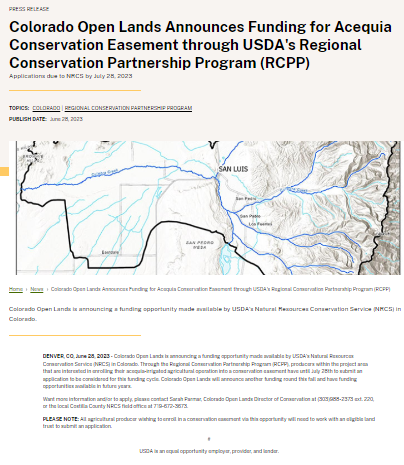 PRESS RELEASE
Colorado Open Lands Announces Funding for Acequia
Conservation Easement through USDA's Regional
Conservation Partnership Program (RCPP)
Applications due to NRCS by July 28, 2023
TOPICS: COLORADO | REGIONAL CONSERVATION PARTNERSHIP PROGRAM
PUBLISH DATE: June 28, 2023
SAN LUIS
San Pedro
San Pablo
Los Fuertes
SAN PEDRO
MESA
Home › News › Colorado Open Lands Announces Funding for Acequia Conservation Easement through USDA's Regional Conservation Partnership Program (RCPP)
Colorado Open Lands is announcing a funding opportunity made available by USDA's Natural Resources Conservation Service (NRCS) in
Colorado.
DENVER, CO, June 28, 2023 - Colorado Open Lands is announcing a funding opportunity made available by USDA's Natural Resources
Conservation Service (NRCS) in Colorado. Through the Regional Conservation Partnership Program (RCPP), producers within the project area
that are interested in enrolling their acequia-irrigated agricultural operation into a conservation easement have until July 28th to submit an
application to be considered for this funding cycle. Colorado Open Lands will announce another funding round this fall and have funding
opportunities available in future years.
Want more information and/or to apply, please contact Sarah Parmar, Colorado Open Lands Director of Conservation at (303)988-2373 ext. 220,
or the local Costilla County NRCS field office at 719-672-3673.
PLEASE NOTE: All agricultural producer wishing to enroll in a conservation easement via this opportunity will need to work with an eligible land
trust to submit an application.
#
USDA is an equal opportunity employer, provider, and lender.